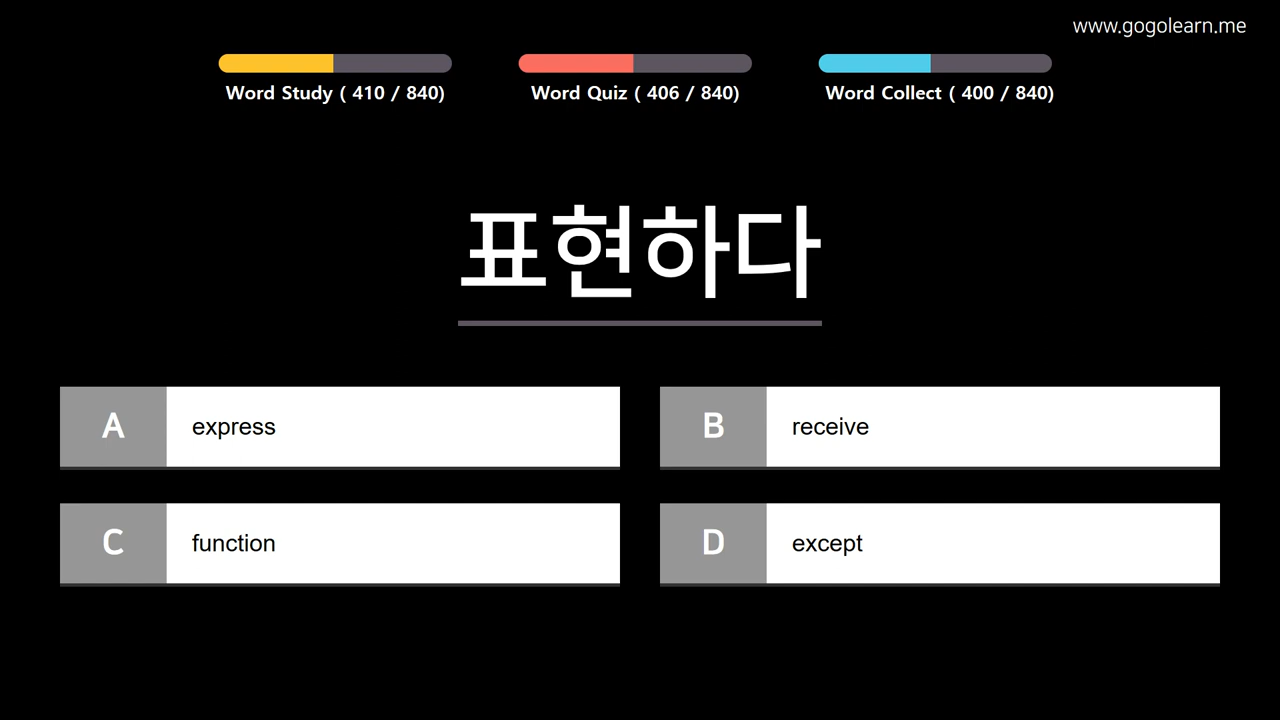 www.gogolearn.me
Word Study ( 410 / 840)
Word Quiz ( 406 / 840)
Word Collect ( 400 / 840)
표현하다
A express
B receive
C function
D except